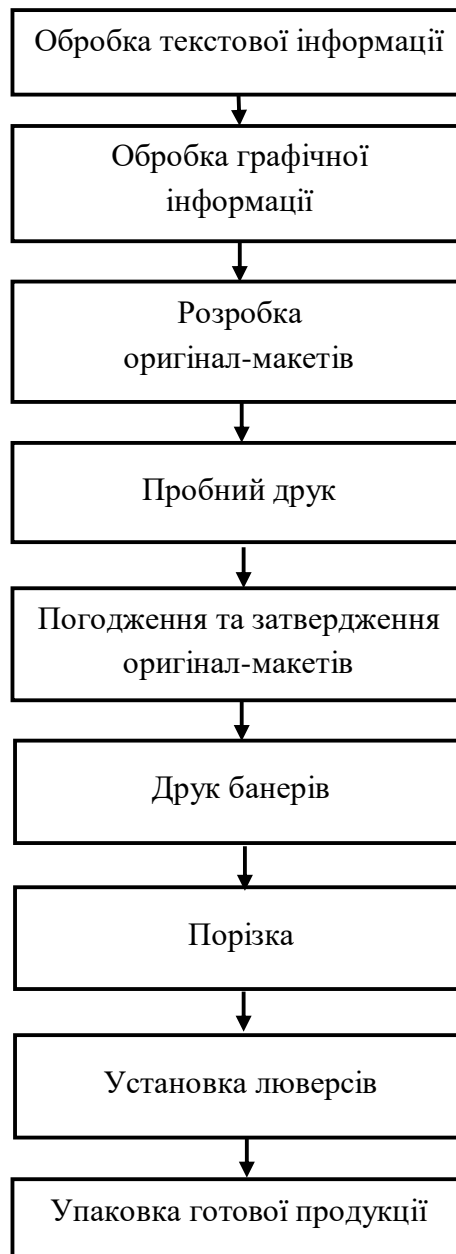 Обробка текстової інформації
Обробка графічної
інформації
Розробка
оригінал-макетів
Пробний друк
Погодження та затвердження
оригінал-макетів
Друк банерів
Порізка
Установка люверсів
Упаковка готової продукції